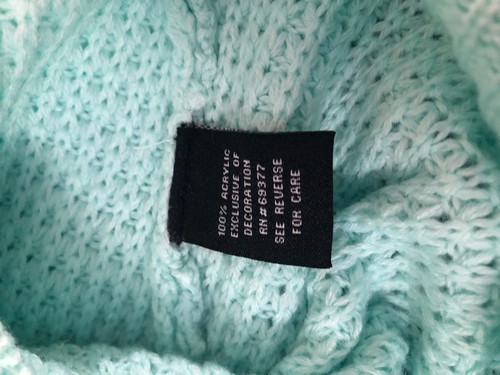 100% ACRYLIC
EXCLUSIVE OF
DECORATION
RN# 69377
SEE REVERSE
FOR CARE